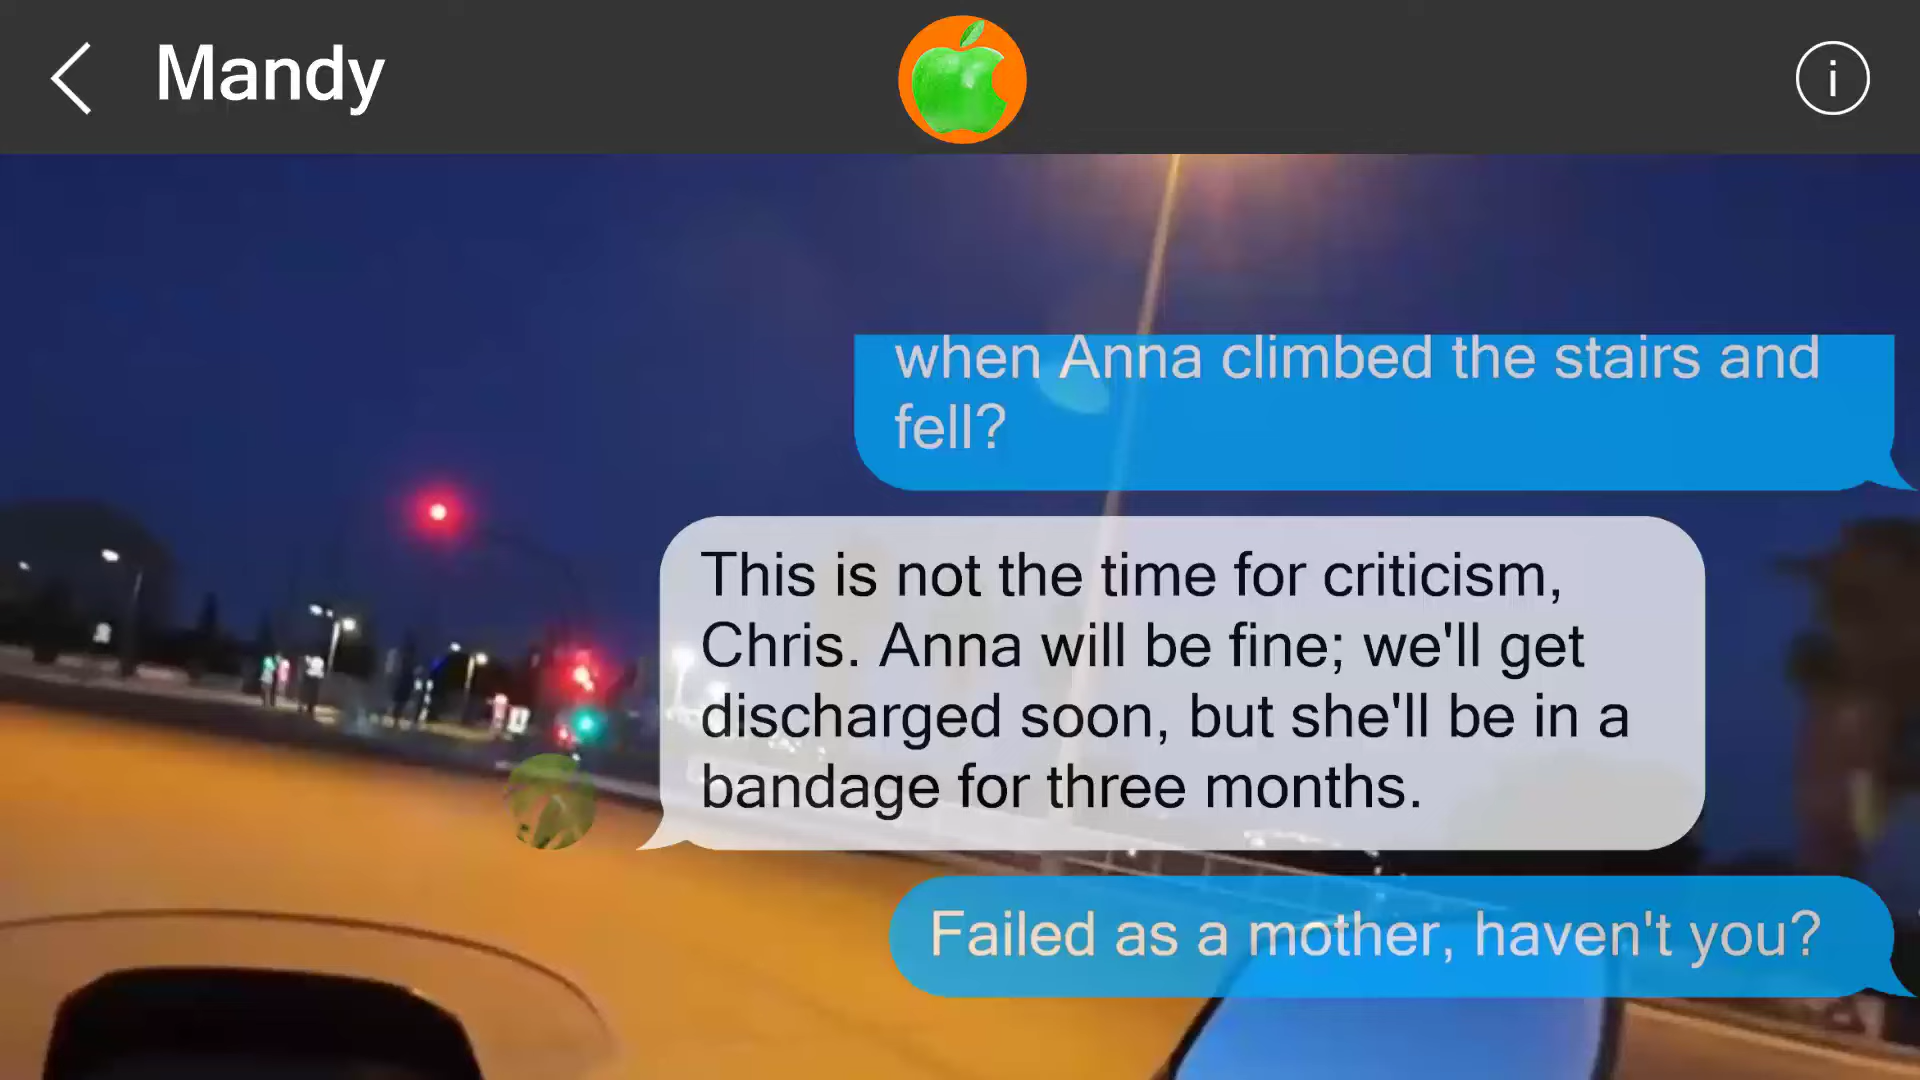 Mandy
i
when Anna climbed the stairs and
fell?
This is not the time for criticism,
Chris. Anna will be fine; we'll get
discharged soon, but she'll be in a
bandage for three months.
Failed as a mother, haven't you?